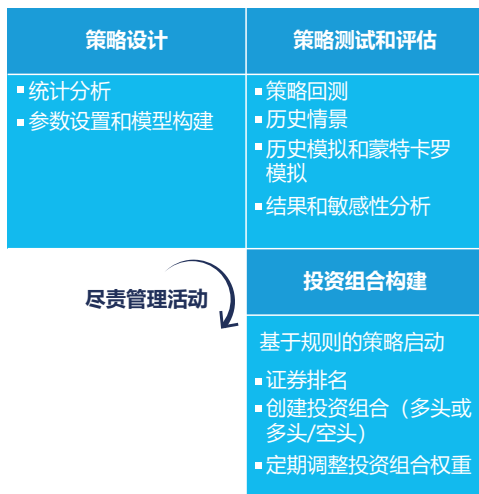 策略设计
■统计分析
■参数设置和模型构建
策略测试和评估
■策略回测
■历史情景
■历史模拟和蒙特卡罗
模拟
■结果和敏感性分析
尽责管理活动
投资组合构建
基于规则的策略启动
■证券排名
■创建投资组合（多头或
多头/空头）
■定期调整投资组合权重